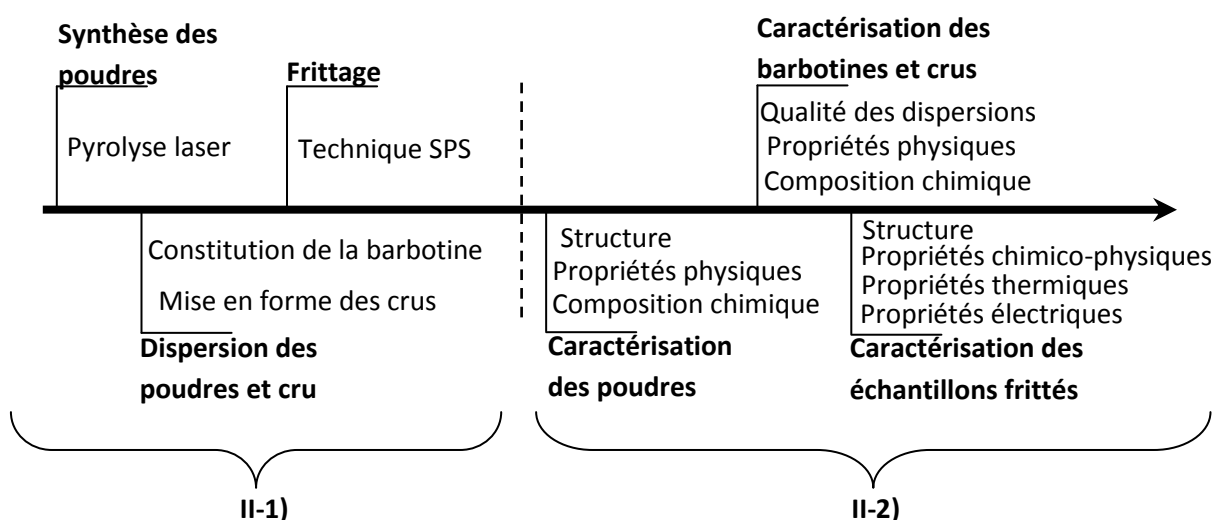 Synthèse des
poudres
Pyrolyse laser
Frittage
Technique SPS
Constitution de la barbotine
Mise en forme des crus
Dispersion des
poudres et cru
Caractérisation des
barbotines et crus
Qualité des dispersions
Propriétés physiques
Composition chimique
Structure
Propriétés physiques
Composition chimique
Caractérisation
des poudres
Structure
Propriétés chimico-physiques
Propriétés thermiques
Propriétés électriques
Caractérisation des
échantillons frittés
II-1)
II-2)